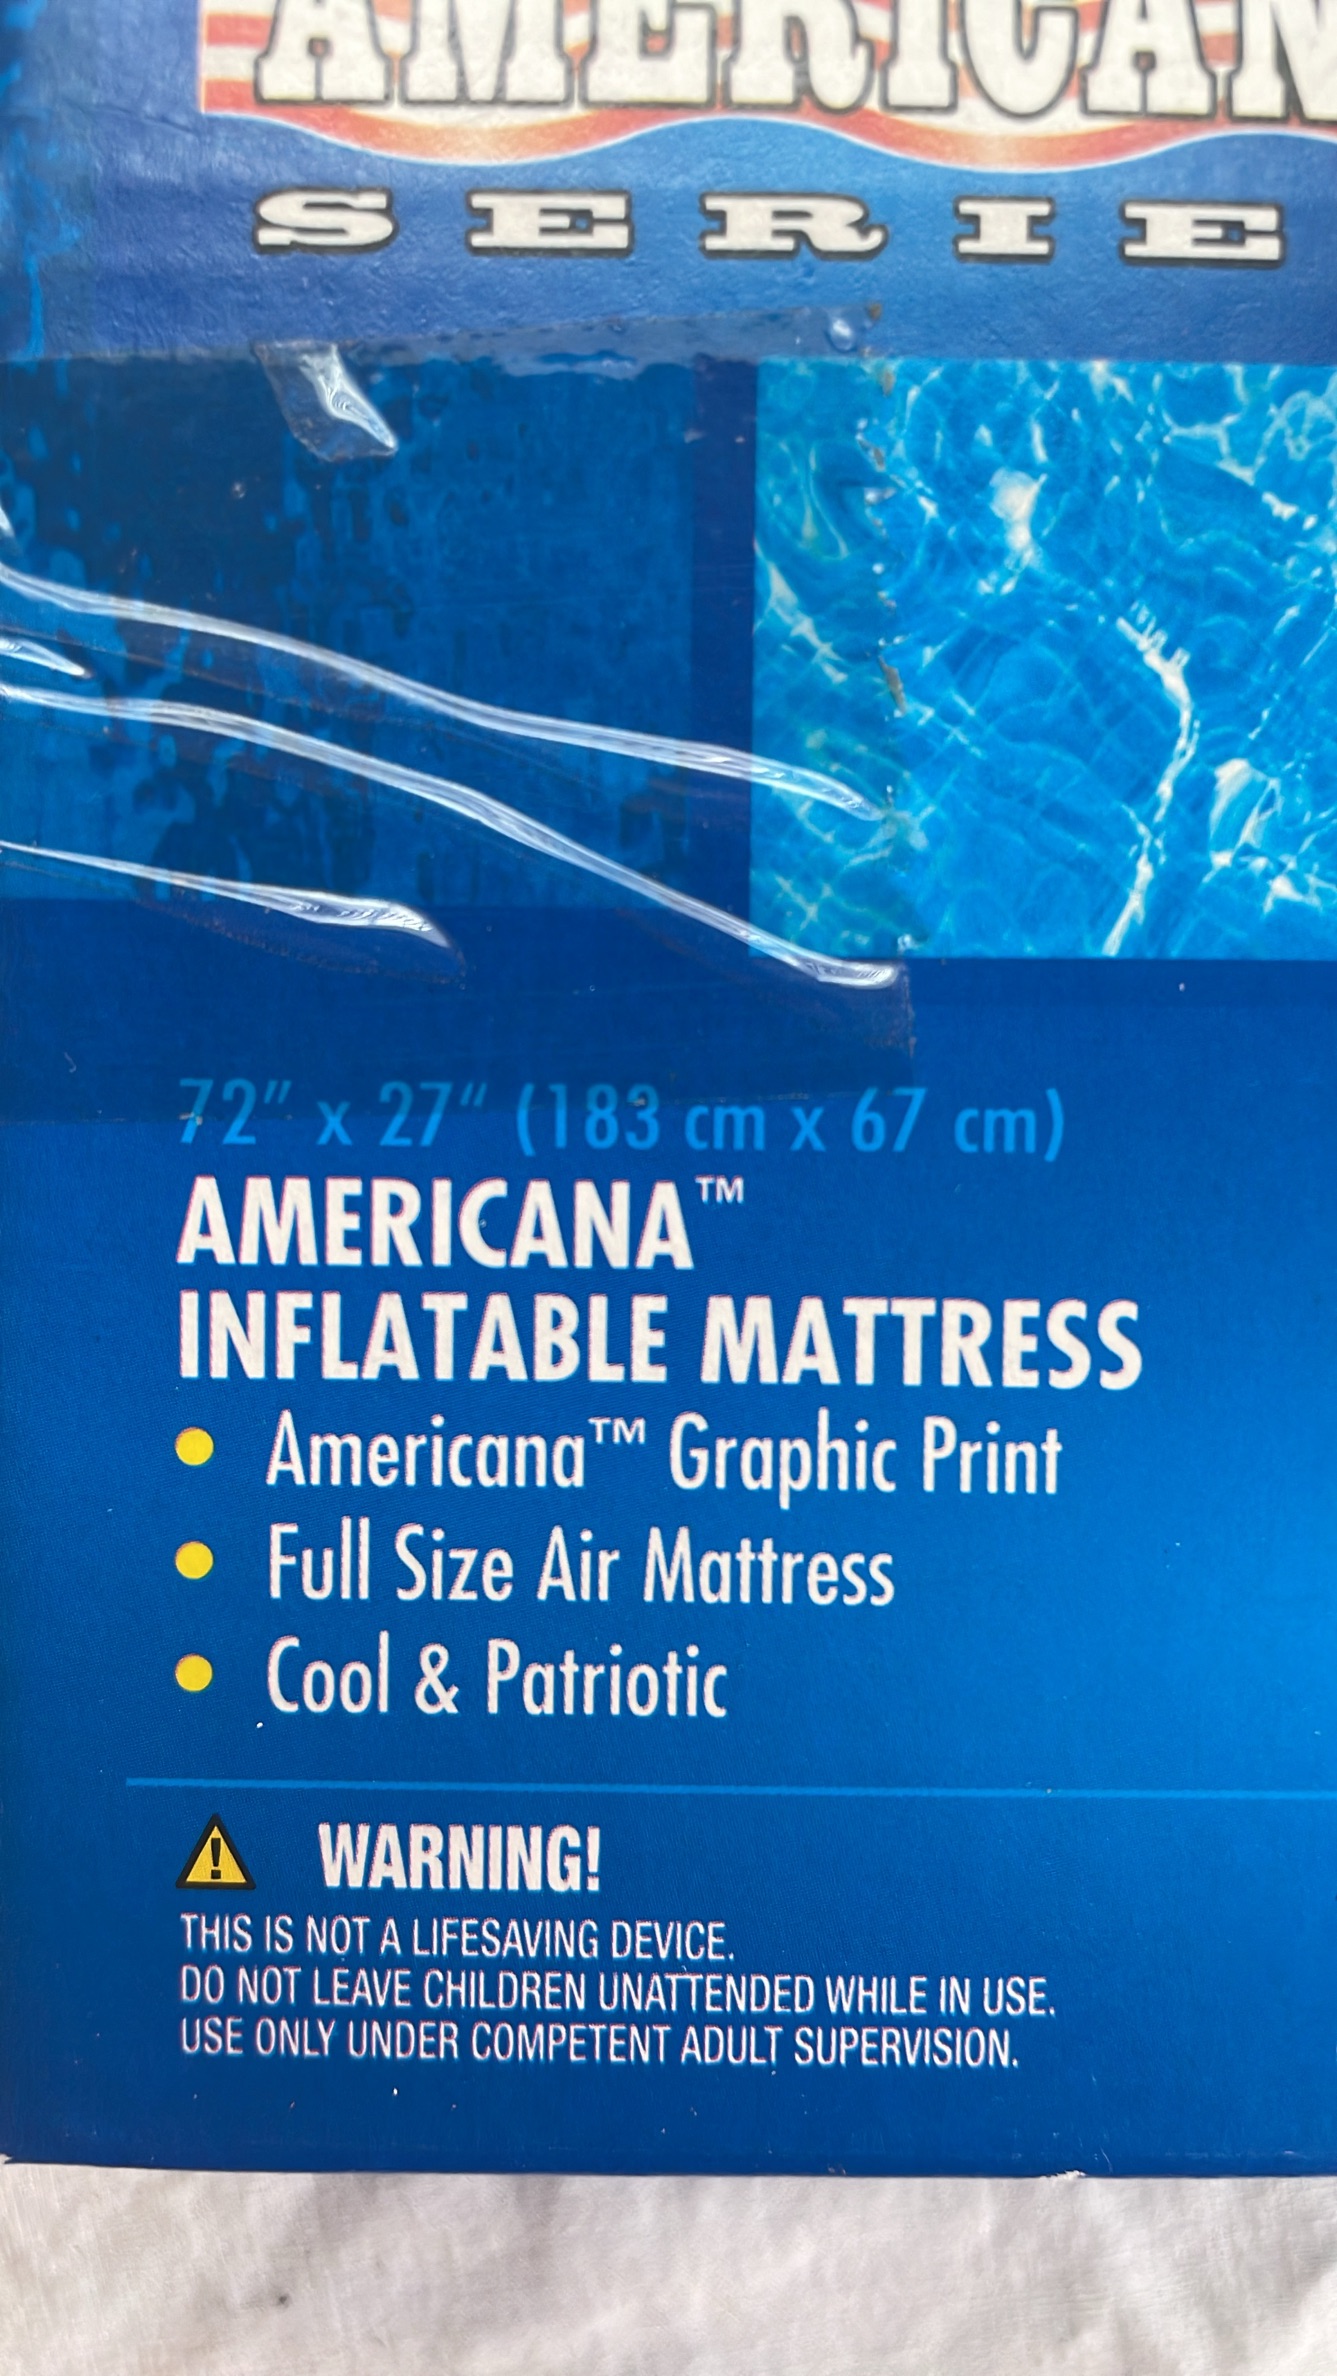 AMERICAN
SERIE
72" x 27" (183 cm x 67 cm)
AMERICANA™
INFLATABLE MATTRESS
• Americana™ Graphic Print
• Full Size Air Mattress
• Cool & Patriotic
WARNING!
THIS IS NOT A LIFESAVING DEVICE.
DO NOT LEAVE CHILDREN UNATTENDED WHILE IN USE.
USE ONLY UNDER COMPETENT ADULT SUPERVISION.